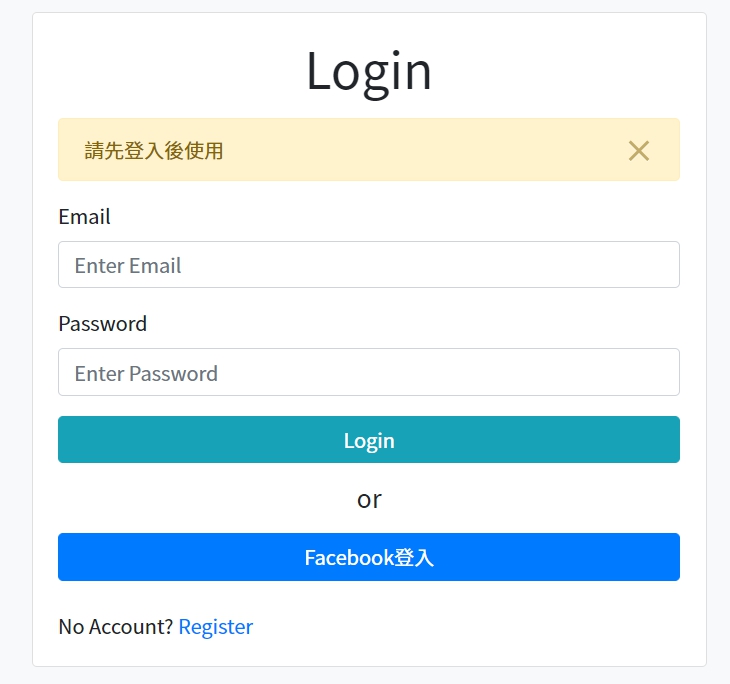 Login
請先登入後使用
Email
Enter Email
Password
Enter Password
Login
or
Facebook登入
No Account? Register